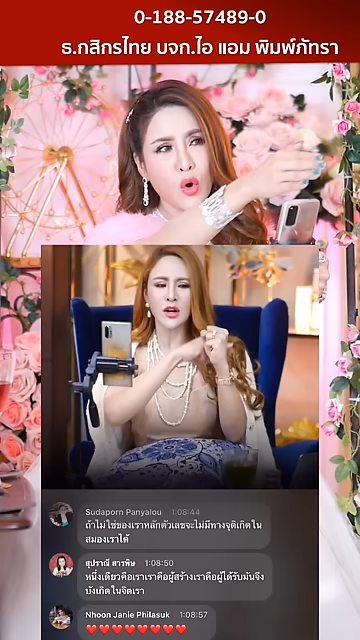 0-188-57489-0
ธ.กสิกรไทย บจก.ไอ แอม พิมพ์ภัทรา
Sudaporn Panyalou 1:08:44
ถ้าไม่ใช่ของเราหลักตัวเลขจะไม่มีทางจุติเกิดใน
สมองเราได้
สุปราณี สารพิษ 1:08:50
หนึ่งเดียวคือเราเราคือผู้สร้างเราคือผู้ได้รับมันจึง
บังเกิดในจิตเรา
Nhoon Janie Philasuk 1:08:57